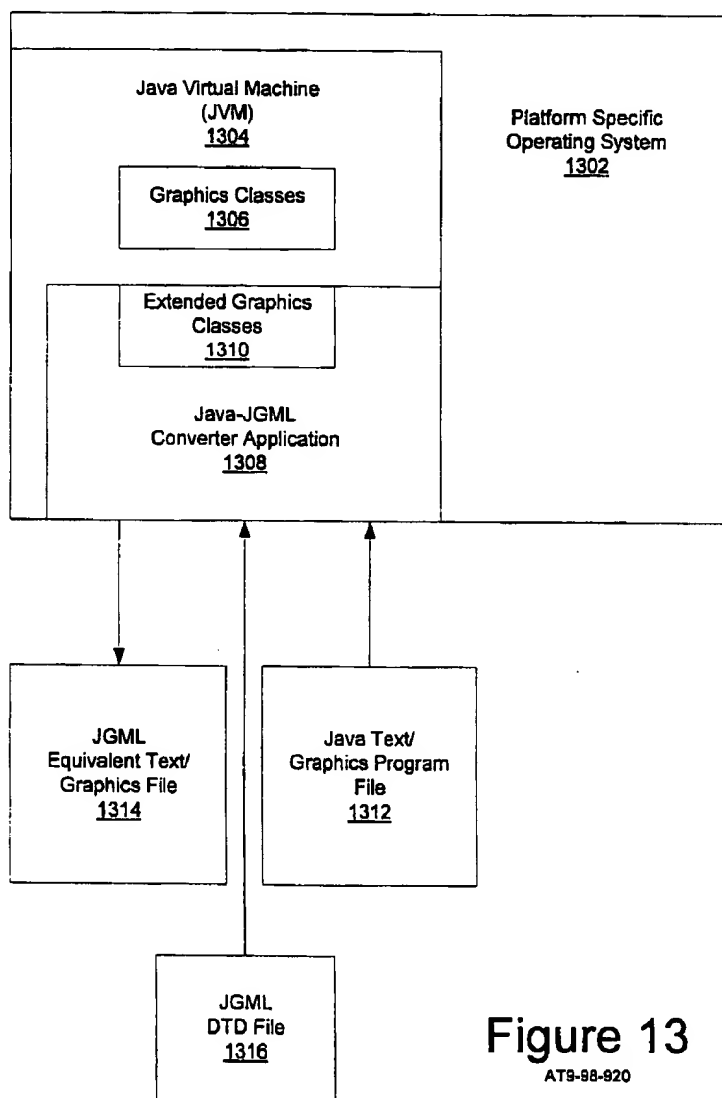 Java Virtual Machine
(JVM)
1304
Platform Specific
Operating System
1302
Graphics Classes
1306
Extended Graphics
Classes
1310
Java-JGML
Converter Application
1308
JGML
Equivalent Text/
Graphics File
1314
Java Text/
Graphics Program
File
1312
JGML
DTD File
1316
Figure 13
AT9-98-920